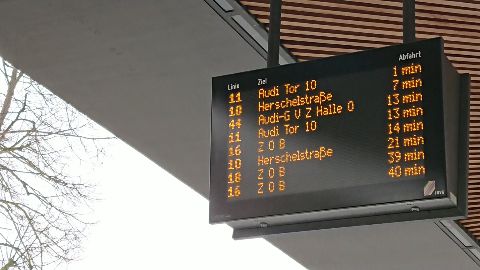 Linie Ziel Abfahrt
11 Audi Tor 10 1 min
10 Herschelstraße 7 min
44 Audi-G V Z Halle O 13 min
11 Audi Tor 10 13 min
16 Z O B 14 min
10 Herschelstraße 21 min
18 Z O B 39 min
16 Z O B 40 min